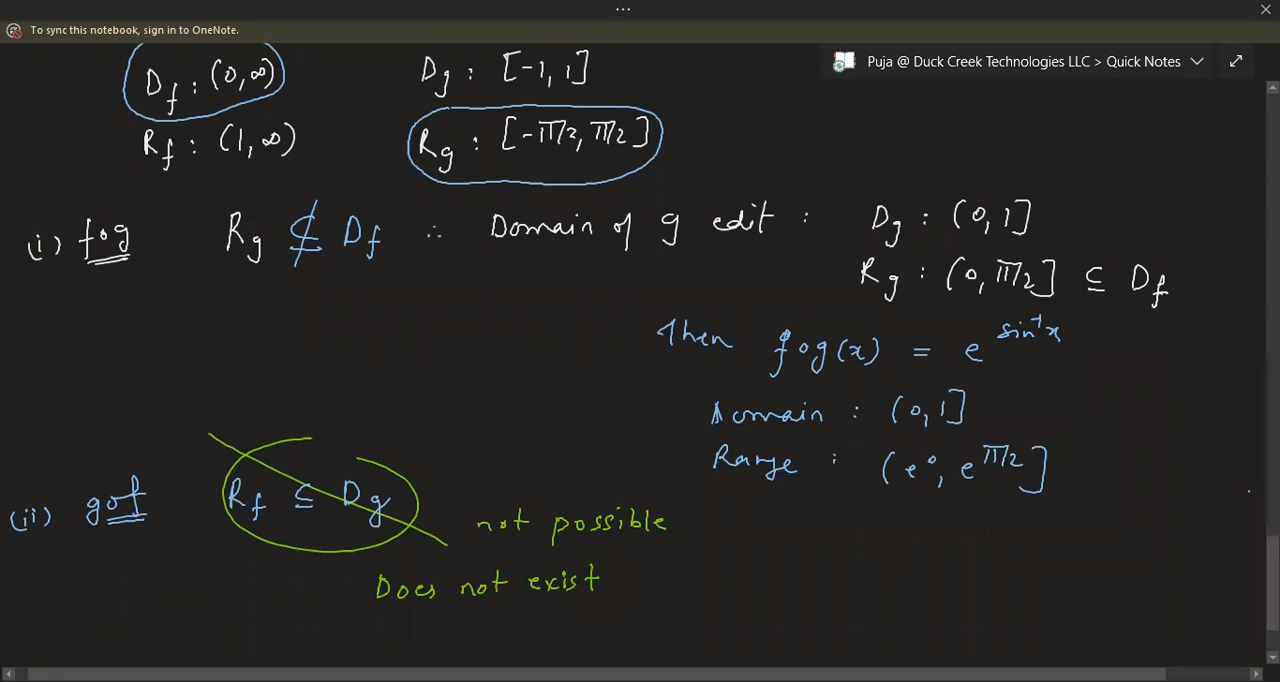 To sync this notebook, sign in to OneNote.
Puja @ Duck Creek Technologies LLC > Quick Notes
Df : (0, ∞)
Dg : [-1, 1]
Rf : (1, ∞)
Rg : [-π/2, π/2]
(i) fog Rg ⊈ Df ∴ Domain of g edit : Dg : (0, 1]
Rg : (0, π/2] ⊆ Df
Then fog(x) = e^sin⁻¹x
Domain : (0, 1]
Range : (e⁰, e^π/2]
(ii) gof Rf ⊆ Dg not possible
Does not exist